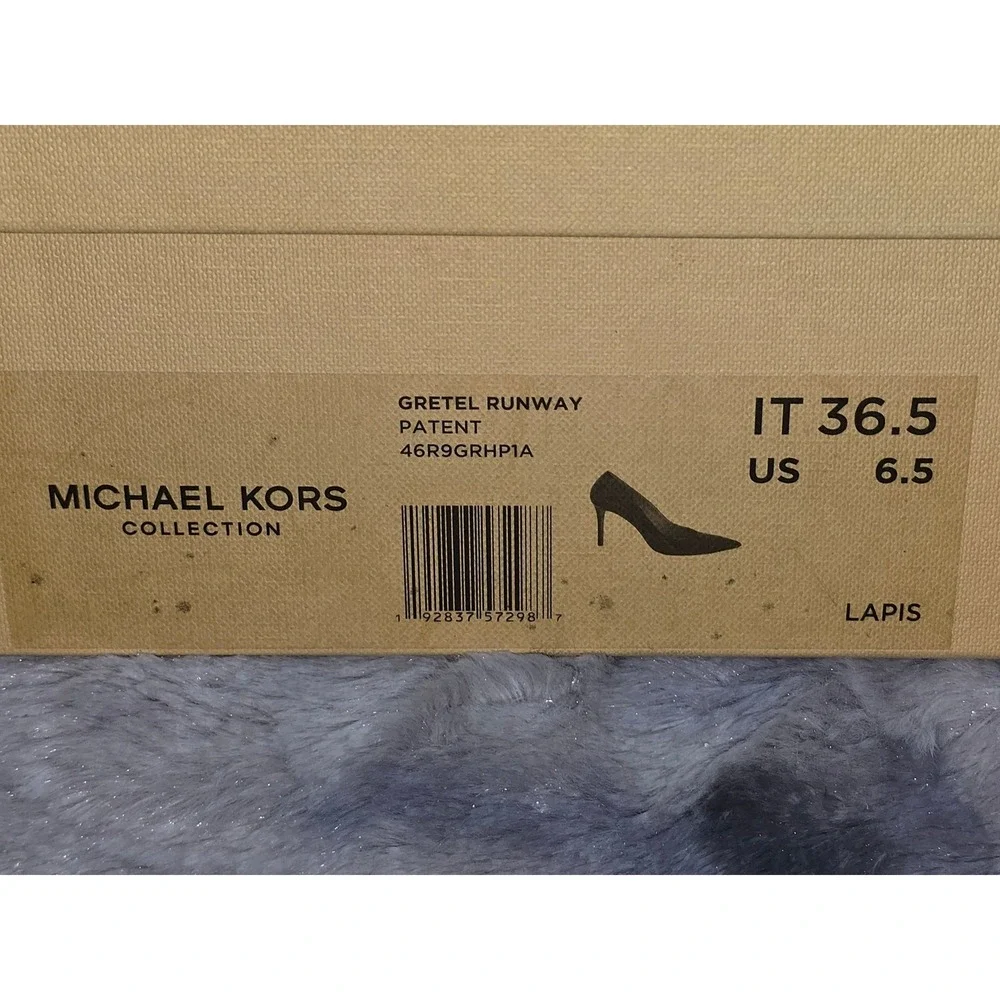 MICHAEL KORS
COLLECTION
GRETEL RUNWAY
PATENT
46R9GRHP1A
1 92837 57298 7
IT 36.5
US 6.5
LAPIS